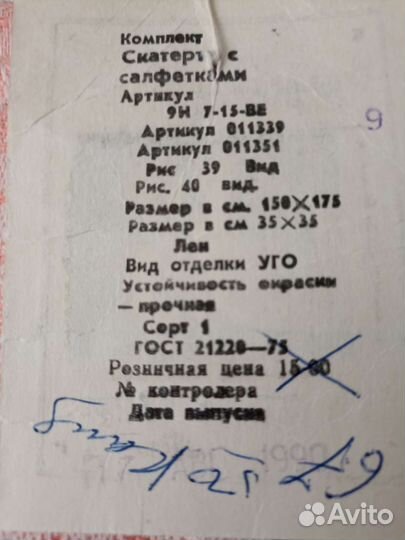 Комплект
Скатерть с
салфетками
Артикул
9Н 7-15-ВЕ
9
Артикул 011339
Артикул 011351
Рис 39 Вид
Рис. 40 вид.
Размер в см. 150×175
Размер в см 35×35
Лен
Вид отделки УГО
Устойчивость окраски
— прочная
Сорт 1
ГОСТ 21220—75
Розничная цена
№ контролера
Дата выпуска
Avito